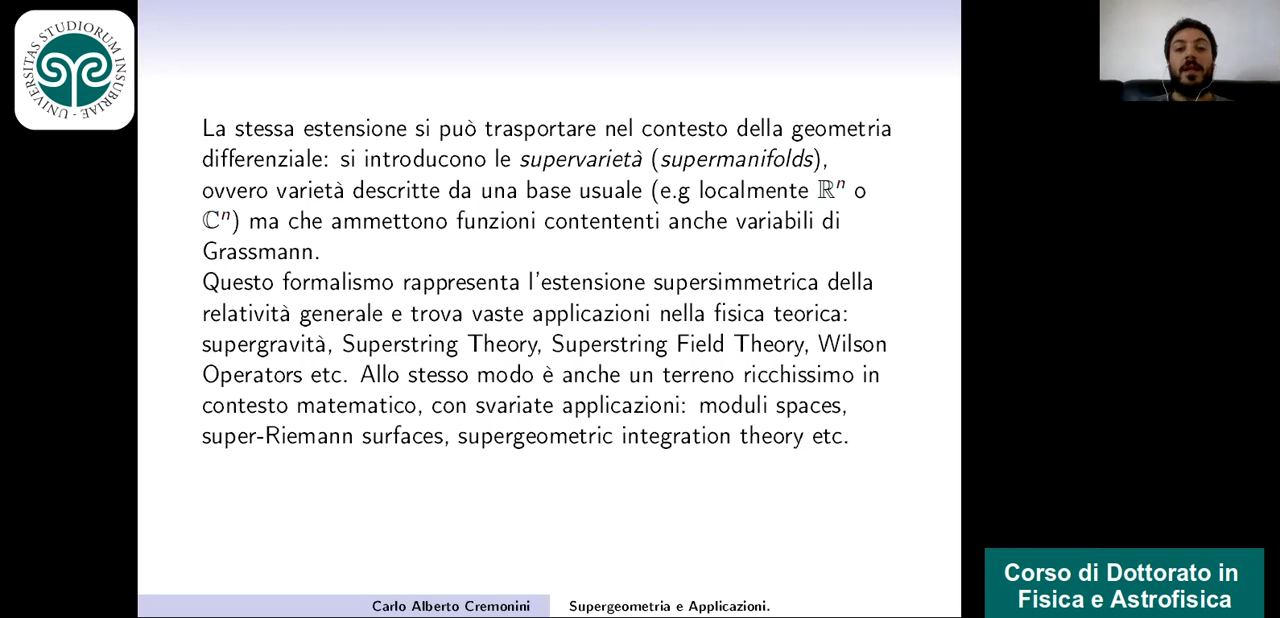 UNIVERSITAS STUDIORUM INSUBRIAE
La stessa estensione si può trasportare nel contesto della geometria
differenziale: si introducono le supervarietà (supermanifolds),
ovvero varietà descritte da una base usuale (e.g localmente ℝⁿ o
ℂⁿ) ma che ammettono funzioni contententi anche variabili di
Grassmann.
Questo formalismo rappresenta l'estensione supersimmetrica della
relatività generale e trova vaste applicazioni nella fisica teorica:
supergravità, Superstring Theory, Superstring Field Theory, Wilson
Operators etc. Allo stesso modo è anche un terreno ricchissimo in
contesto matematico, con svariate applicazioni: moduli spaces,
super-Riemann surfaces, supergeometric integration theory etc.
Carlo Alberto Cremonini
Supergeometria e Applicazioni.
Corso di Dottorato in
Fisica e Astrofisica